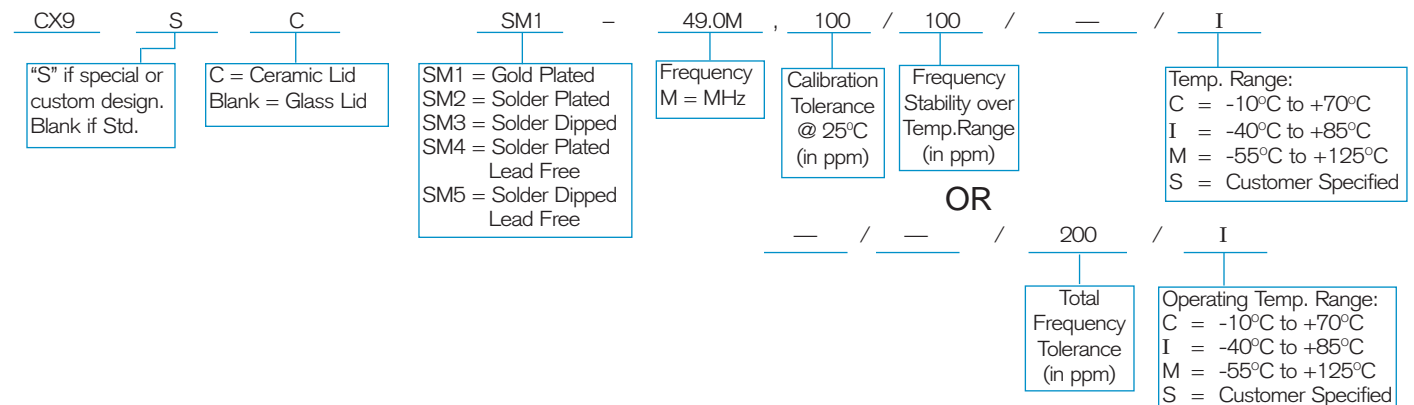 CX9 S C SM1 – 49.0M , 100 / 100 / — / I
“S” if special or
custom design.
Blank if Std.
C = Ceramic Lid
Blank = Glass Lid
SM1 = Gold Plated
SM2 = Solder Plated
SM3 = Solder Dipped
SM4 = Solder Plated
Lead Free
SM5 = Solder Dipped
Lead Free
Frequency
M = MHz
Calibration
Tolerance
@ 25°C
(in ppm)
Frequency
Stability over
Temp.Range
(in ppm)
Temp. Range:
C = -10°C to +70°C
I = -40°C to +85°C
M = -55°C to +125°C
S = Customer Specified
OR
— / — / 200 / I
Total
Frequency
Tolerance
(in ppm)
Operating Temp. Range:
C = -10°C to +70°C
I = -40°C to +85°C
M = -55°C to +125°C
S = Customer Specified